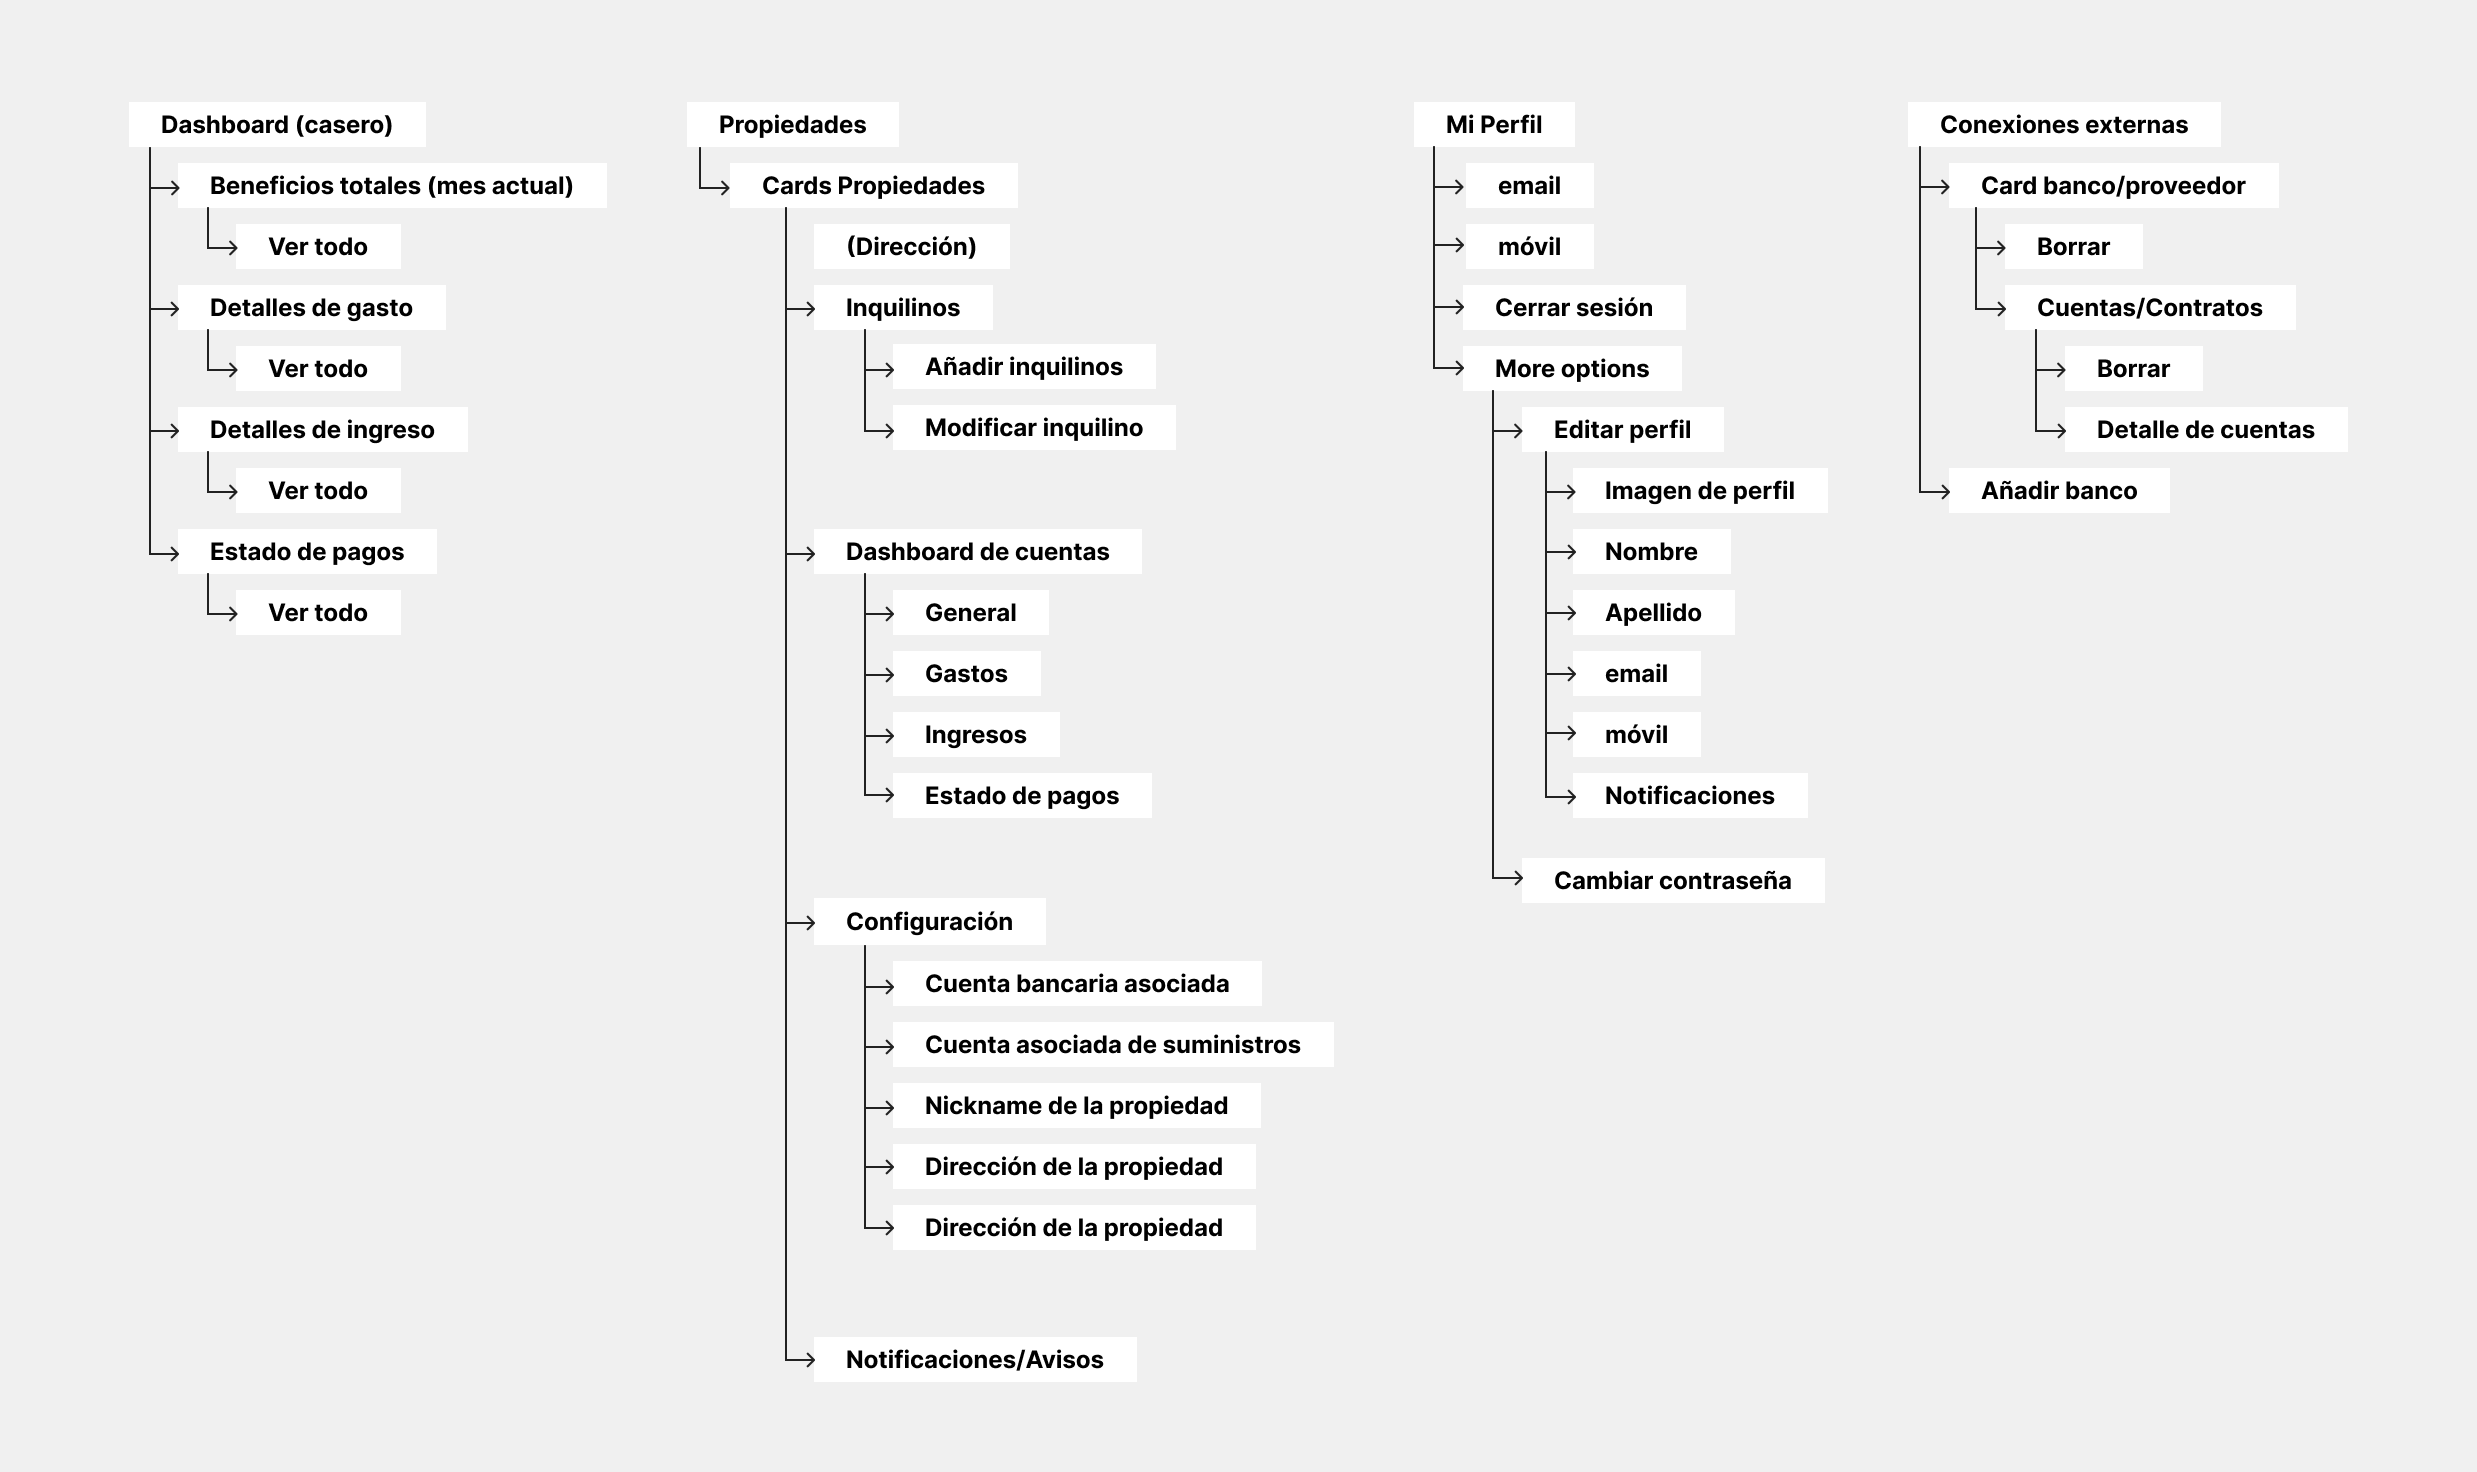 Dashboard (casero)
Beneficios totales (mes actual)
Ver todo
Detalles de gasto
Ver todo
Detalles de ingreso
Ver todo
Estado de pagos
Ver todo
Propiedades
Cards Propiedades
(Dirección)
Inquilinos
Añadir inquilinos
Modificar inquilino
Dashboard de cuentas
General
Gastos
Ingresos
Estado de pagos
Configuración
Cuenta bancaria asociada
Cuenta asociada de suministros
Nickname de la propiedad
Dirección de la propiedad
Dirección de la propiedad
Notificaciones/Avisos
Mi Perfil
email
móvil
Cerrar sesión
More options
Editar perfil
Imagen de perfil
Nombre
Apellido
email
móvil
Notificaciones
Cambiar contraseña
Conexiones externas
Card banco/proveedor
Borrar
Cuentas/Contratos
Borrar
Detalle de cuentas
Añadir banco